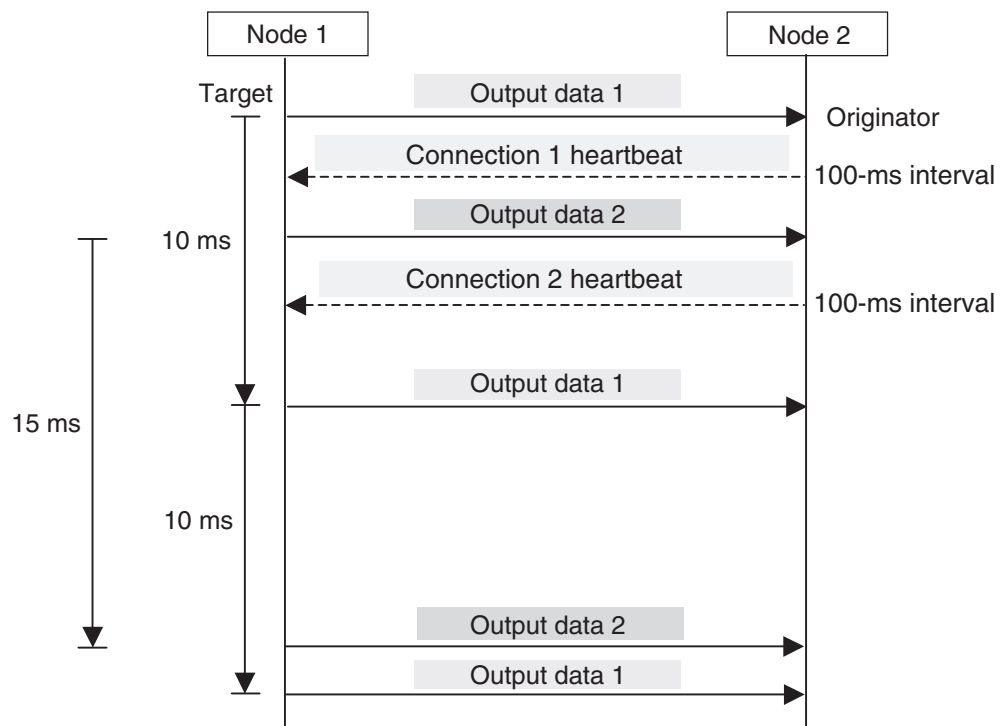 Node 1
Node 2
Target
Output data 1
Originator
Connection 1 heartbeat
100-ms interval
Output data 2
10 ms
Connection 2 heartbeat
100-ms interval
Output data 1
15 ms
10 ms
Output data 2
Output data 1